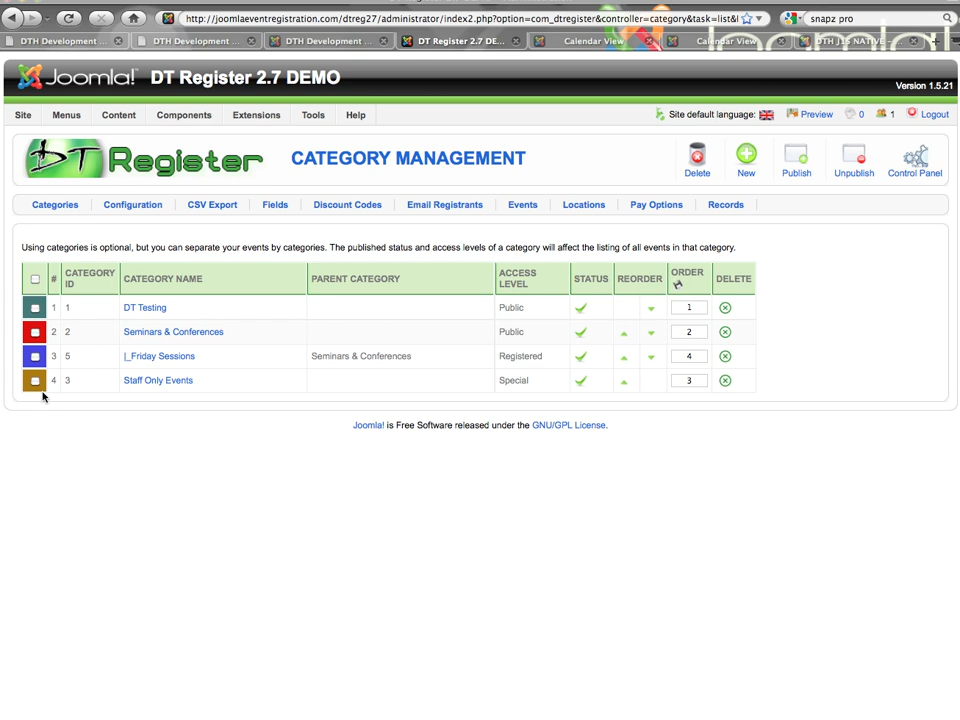 http://joomlaeventregistration.com/dtreg27/administrator/index2.php?option=com_dtregister&controller=category&task=list&l
snapz pro
DTH Development ... DTH Development ... DTH Development ... DT Register 2.7 DE... Calendar View Calendar View DTH J15 NATIVE -
Joomla! DT Register 2.7 DEMO
Version 1.5.21
Site Menus Content Components Extensions Tools Help Site default language: Preview 0 1 Logout
DT Register CATEGORY MANAGEMENT
Delete New Publish Unpublish Control Panel
Categories Configuration CSV Export Fields Discount Codes Email Registrants Events Locations Pay Options Records
Using categories is optional, but you can separate your events by categories. The published status and access levels of a category will affect the listing of all events in that category.
# CATEGORY ID CATEGORY NAME PARENT CATEGORY ACCESS LEVEL STATUS REORDER ORDER DELETE
1 1 DT Testing Public 1
2 2 Seminars & Conferences Public 2
3 5 |_Friday Sessions Seminars & Conferences Registered 4
4 3 Staff Only Events Special 3
Joomla! is Free Software released under the GNU/GPL License.